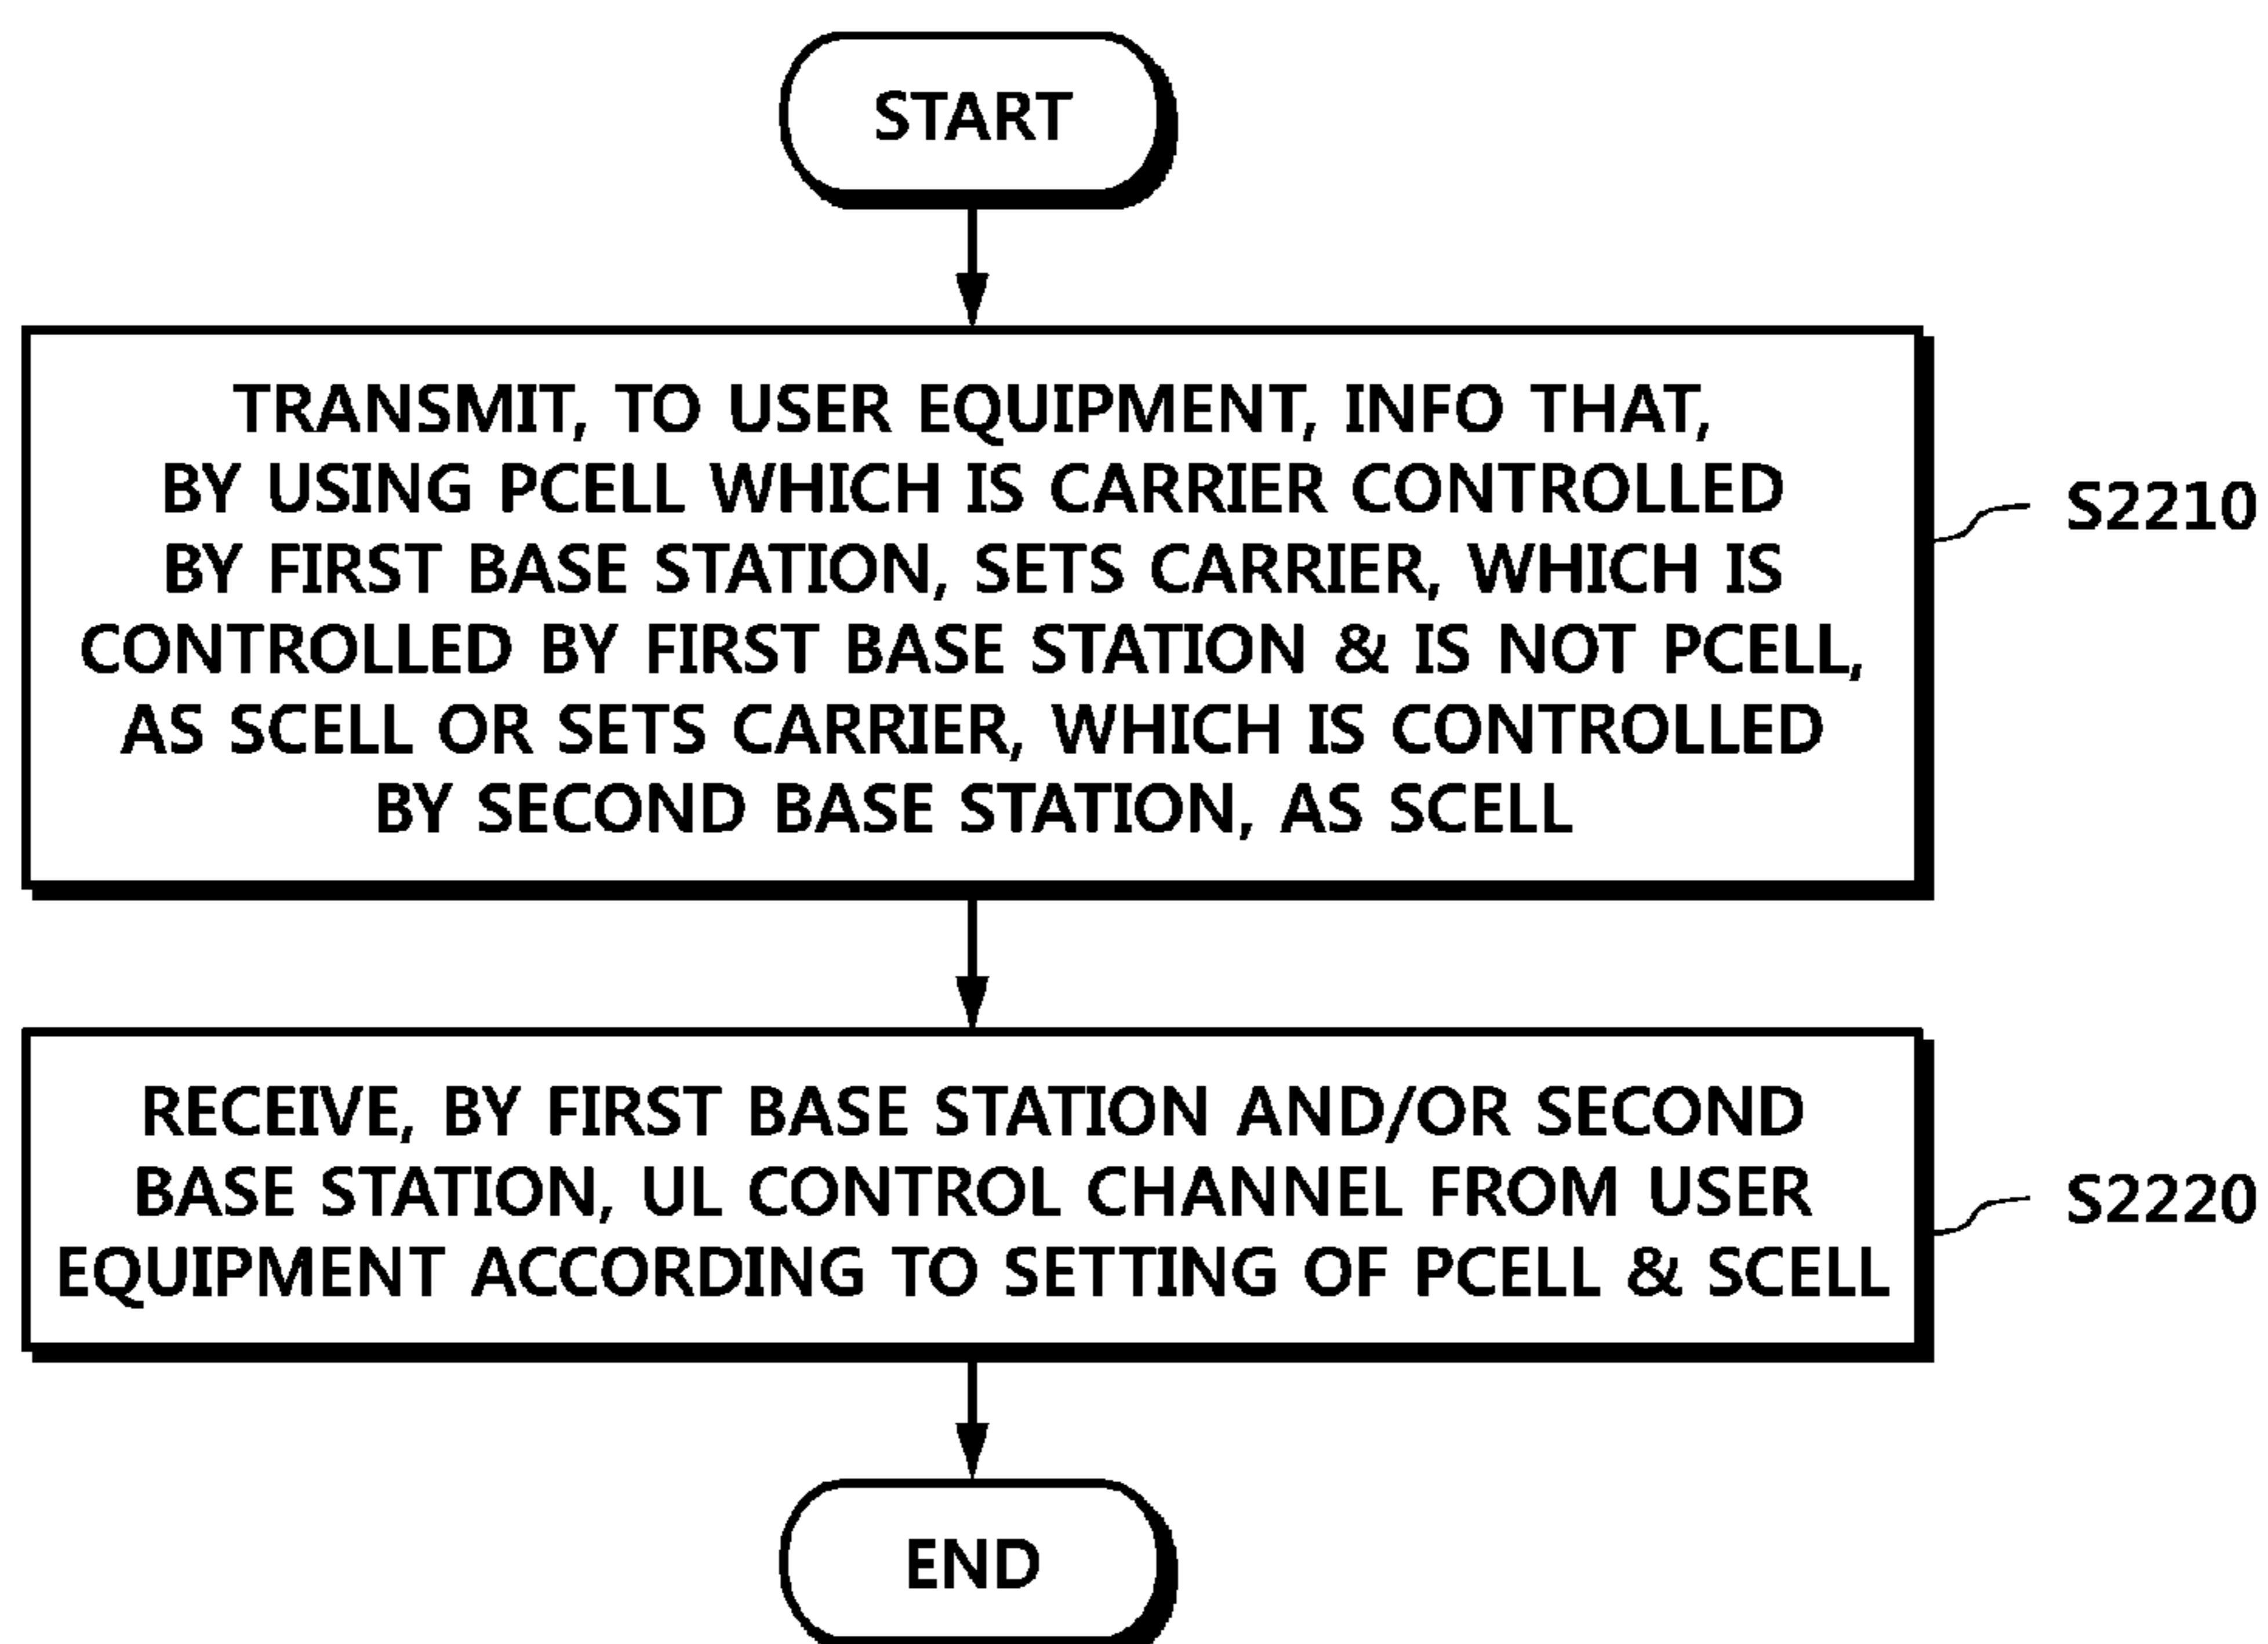 START
TRANSMIT, TO USER EQUIPMENT, INFO THAT,
BY USING PCELL WHICH IS CARRIER CONTROLLED
BY FIRST BASE STATION, SETS CARRIER, WHICH IS
CONTROLLED BY FIRST BASE STATION & IS NOT PCELL,
AS SCELL OR SETS CARRIER, WHICH IS CONTROLLED
BY SECOND BASE STATION, AS SCELL
S2210
RECEIVE, BY FIRST BASE STATION AND/OR SECOND
BASE STATION, UL CONTROL CHANNEL FROM USER
EQUIPMENT ACCORDING TO SETTING OF PCELL & SCELL
S2220
END